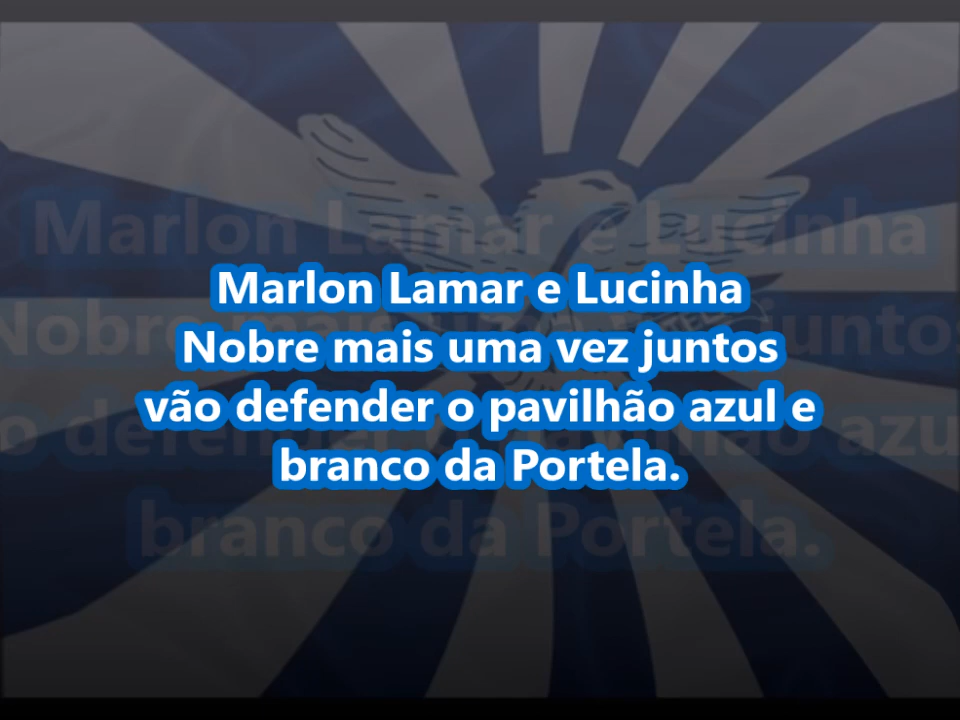 Marlon Lamar e Lucinha
Nobre mais uma vez juntos
vão defender o pavilhão azul e
branco da Portela.